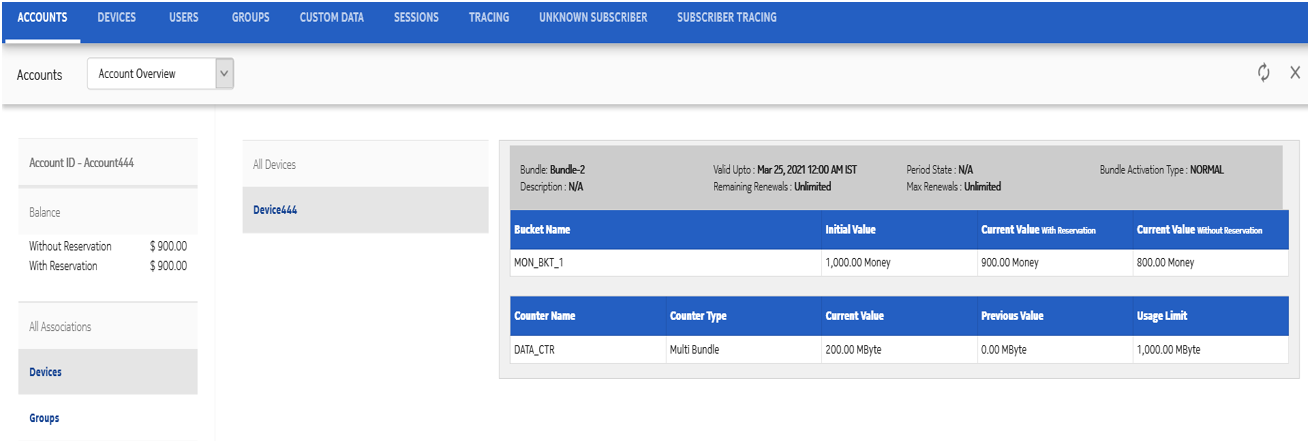 ACCOUNTS DEVICES USERS GROUPS CUSTOM DATA SESSIONS TRACING UNKNOWN SUBSCRIBER SUBSCRIBER TRACING
Accounts Account Overview X
Account ID - Account444
Balance
Without Reservation $ 900.00
With Reservation $ 900.00
All Associations
Devices
Groups
All Devices
Device444
Bundle: Bundle-2 Valid Upto : Mar 25, 2021 12:00 AM IST Period State : N/A Bundle Activation Type : NORMAL
Description : N/A Remaining Renewals : Unlimited Max Renewals : Unlimited
Bucket Name Initial Value Current Value With Reservation Current Value Without Reservation
MON_BKT_1 1,000.00 Money 900.00 Money 800.00 Money
Counter Name Counter Type Current Value Previous Value Usage Limit
DATA_CTR Multi Bundle 200.00 MByte 0.00 MByte 1,000.00 MByte